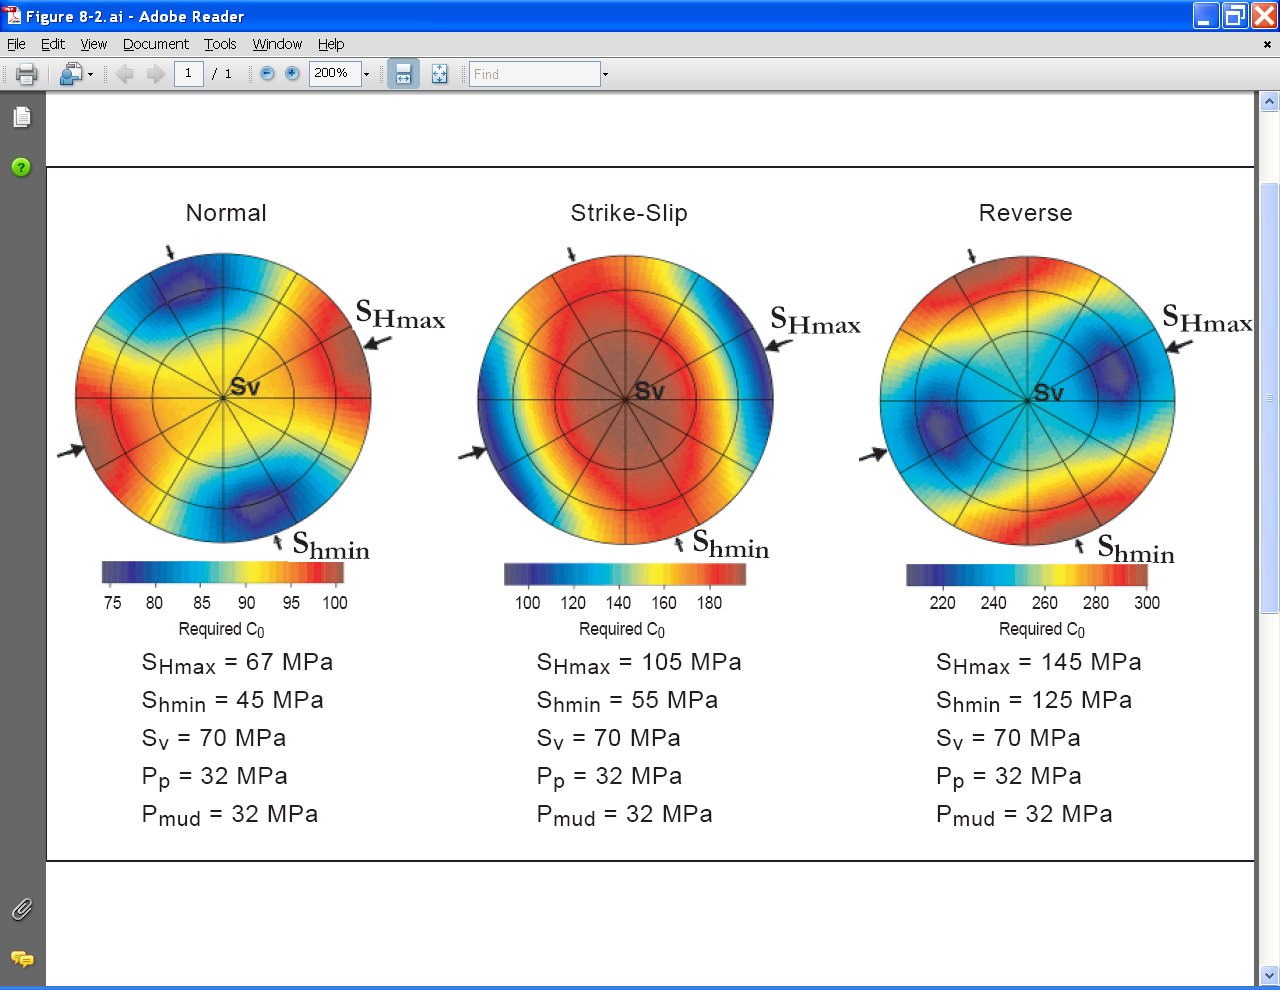 Figure 8-2.ai - Adobe Reader
File Edit View Document Tools Window Help
1 / 1 200% Find
Normal Strike-Slip Reverse
SHmax SHmax SHmax
Sv Sv Sv
Shmin Shmin Shmin
75 80 85 90 95 100 100 120 140 160 180 220 240 260 280 300
Required C0 Required C0 Required C0
SHmax = 67 MPa SHmax = 105 MPa SHmax = 145 MPa
Shmin = 45 MPa Shmin = 55 MPa Shmin = 125 MPa
Sv = 70 MPa Sv = 70 MPa Sv = 70 MPa
Pp = 32 MPa Pp = 32 MPa Pp = 32 MPa
Pmud = 32 MPa Pmud = 32 MPa Pmud = 32 MPa